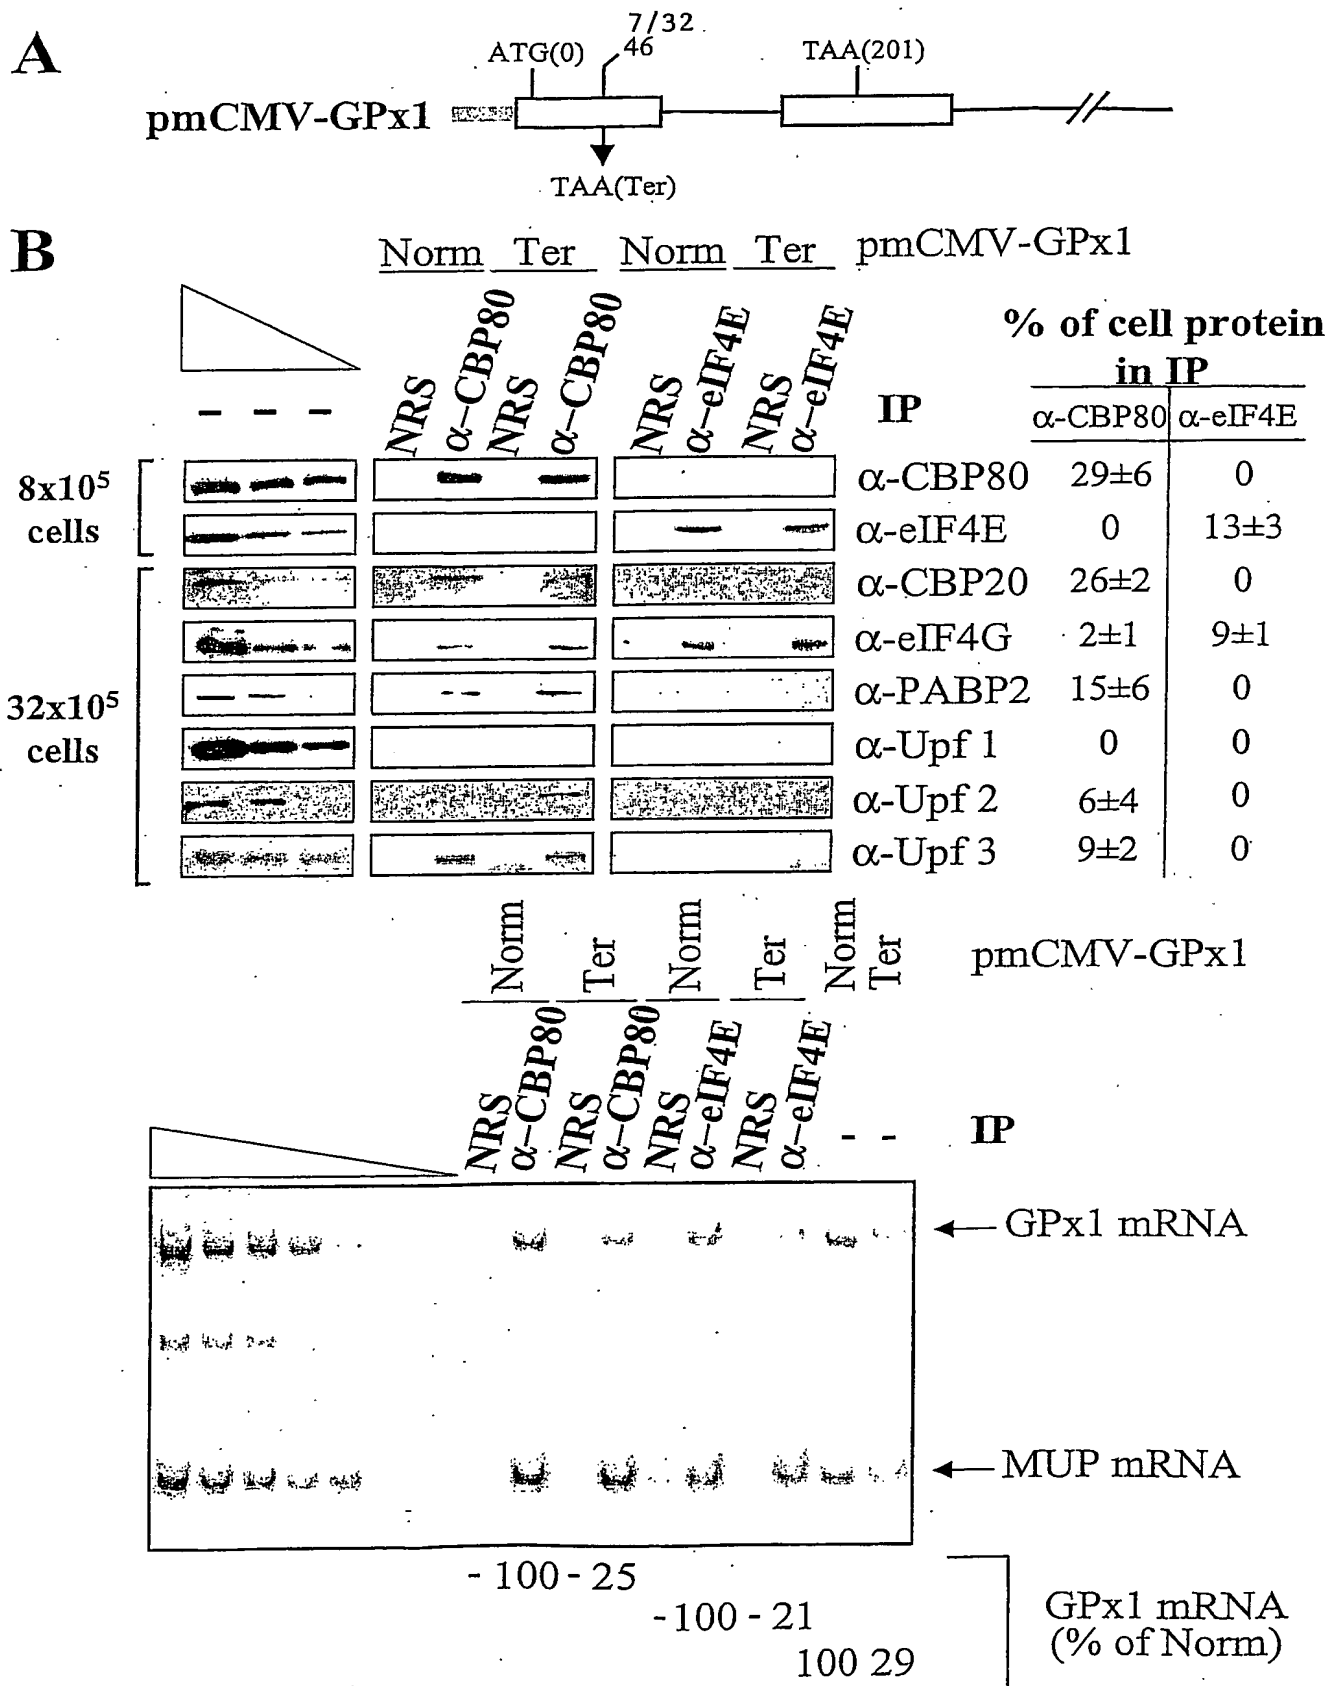 A
7/32
ATG(0) 46 TAA(201)
pmCMV-GPx1
TAA(Ter)
B
Norm Ter Norm Ter pmCMV-GPx1
NRS α-CBP80 NRS α-CBP80 NRS α-eIF4E NRS α-eIF4E IP
% of cell protein
in IP
- - -
α-CBP80 α-eIF4E
8x10⁵
cells
α-CBP80 29±6 0
α-eIF4E 0 13±3
32x10⁵
cells
α-CBP20 26±2 0
α-eIF4G 2±1 9±1
α-PABP2 15±6 0
α-Upf 1 0 0
α-Upf 2 6±4 0
α-Upf 3 9±2 0
Norm Ter Norm Ter Norm Ter pmCMV-GPx1
NRS α-CBP80 NRS α-CBP80 NRS α-eIF4E NRS α-eIF4E - - IP
GPx1 mRNA
MUP mRNA
- 100 - 25
- 100 - 21
100 29
GPx1 mRNA
(% of Norm)